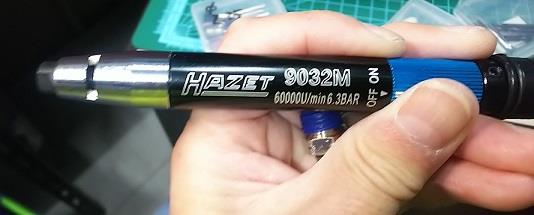 HAZET 9032M
60000U/min 6.3BAR
OFF ON